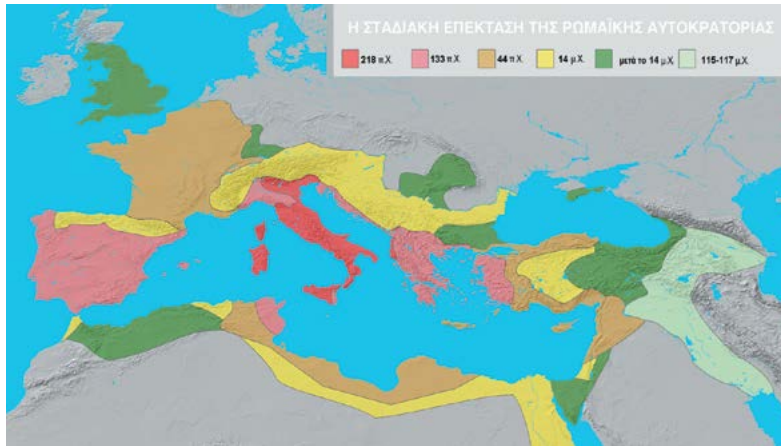 Η ΣΤΑΔΙΑΚΗ ΕΠΕΚΤΑΣΗ ΤΗΣ ΡΩΜΑΪΚΗΣ ΑΥΤΟΚΡΑΤΟΡΙΑΣ
218 π.Χ. 133 π.Χ. 44 π.Χ. 14 μ.Χ. μετά το 14 μ.Χ. 115-117 μ.Χ.